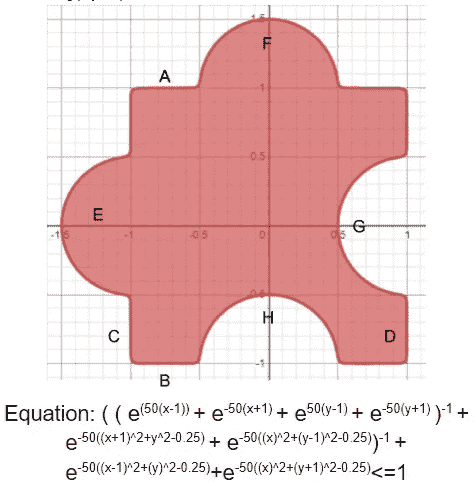 1.5
F
A
1
0.5
E
-1.5 -1 -0.5 0 0.5 G 1
-0.5
H
C D
B
-1
Equation: ( ( e^(50(x-1)) + e^-50(x+1) + e^50(y-1) + e^-50(y+1) )^-1 +
e^-50((x+1)^2+y^2-0.25) + e^-50((x)^2+(y-1)^2-0.25))^-1 +
e^-50((x-1)^2+(y)^2-0.25)+e^-50((x)^2+(y+1)^2-0.25)<=1